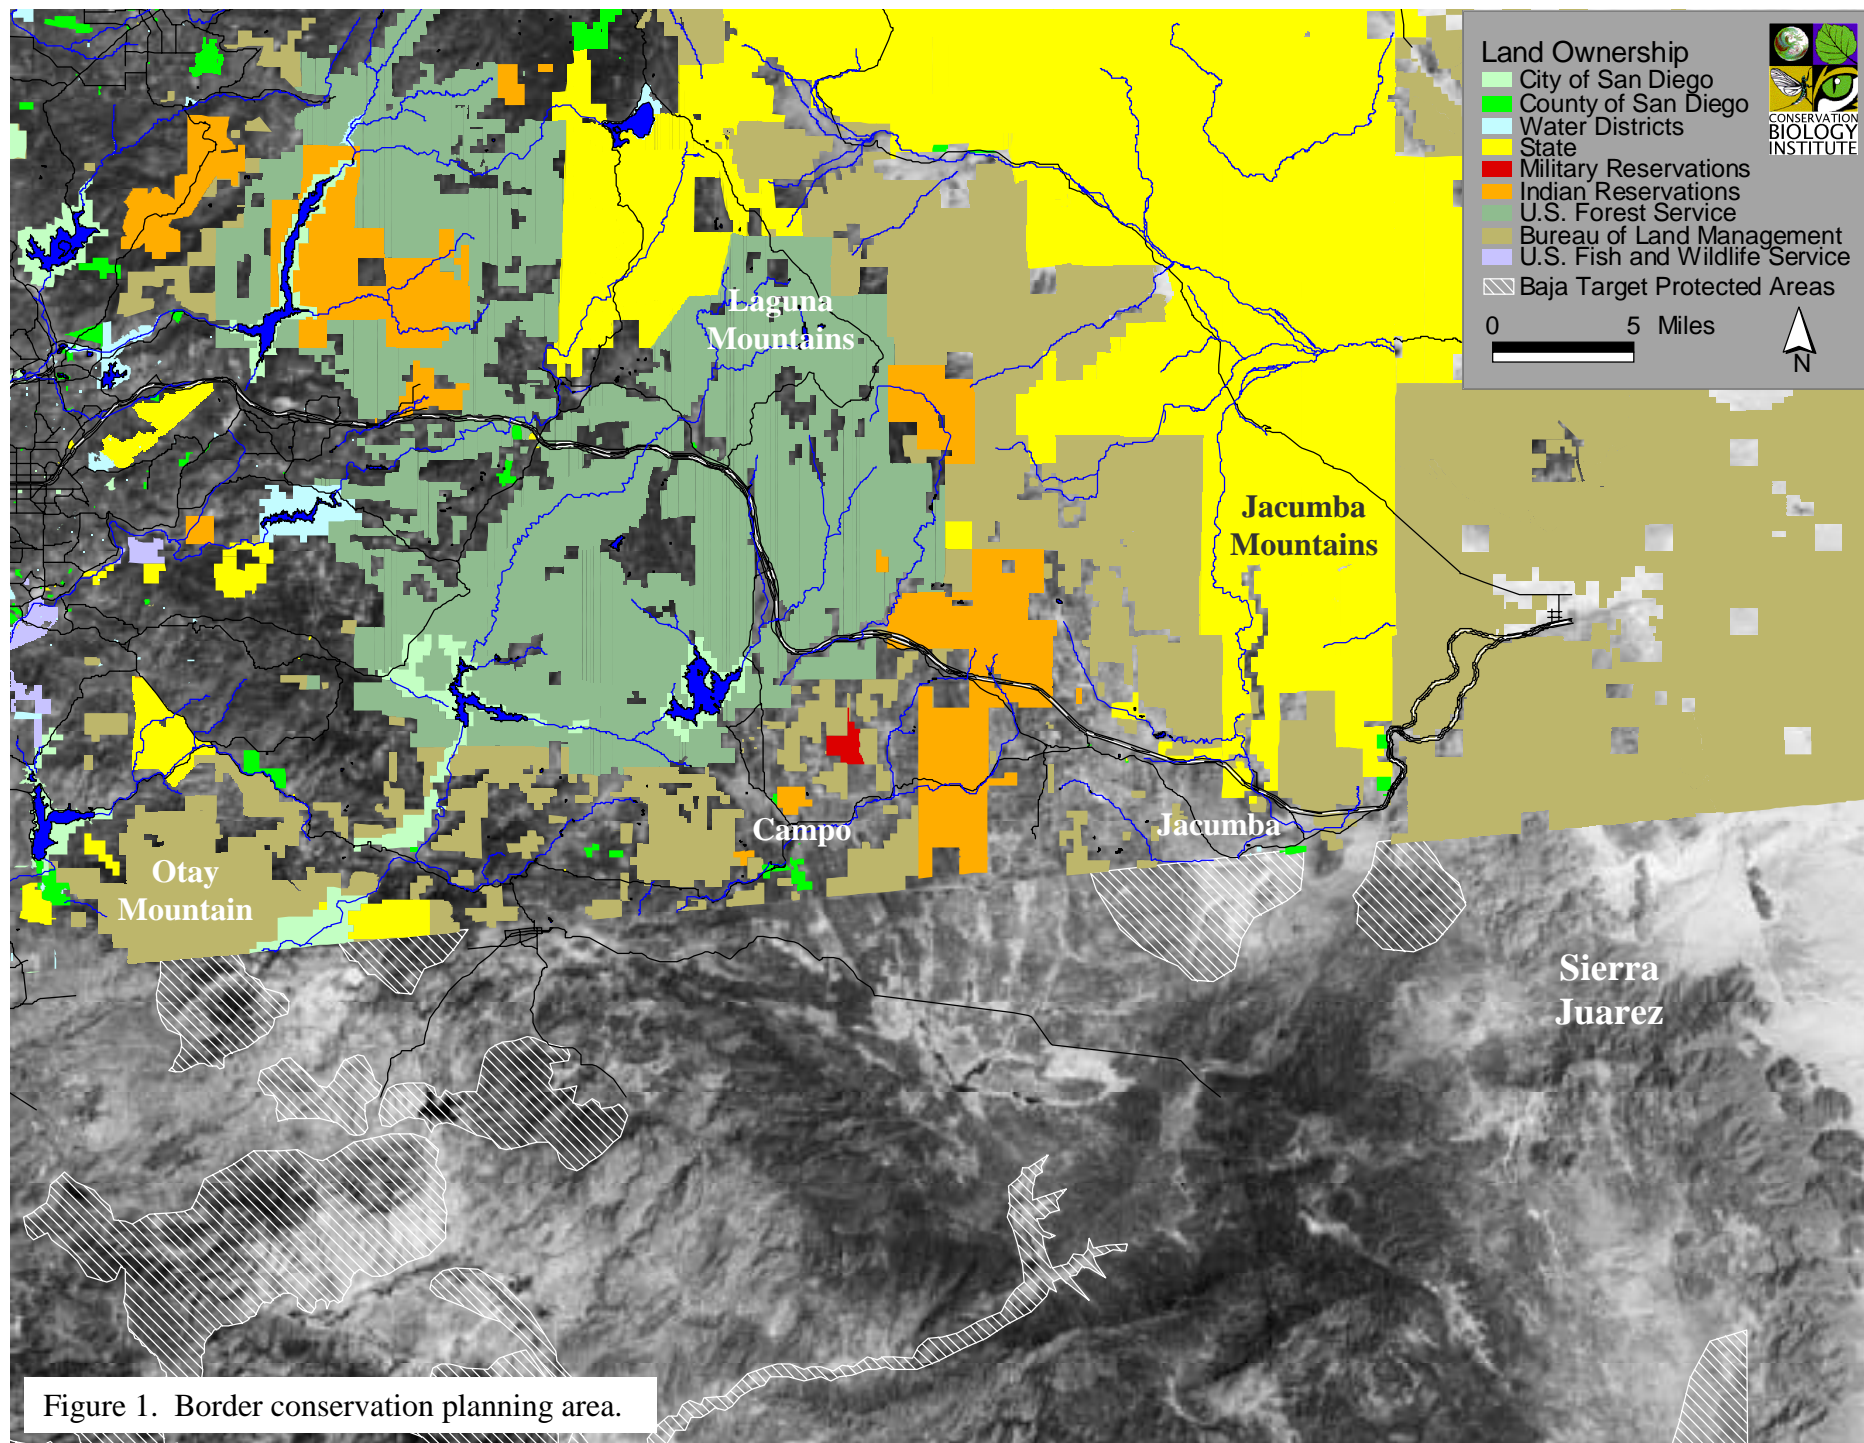 Land Ownership
City of San Diego
County of San Diego
Water Districts
State
Military Reservations
Indian Reservations
U.S. Forest Service
Bureau of Land Management
U.S. Fish and Wildlife Service
Baja Target Protected Areas
0 5 Miles
N
CONSERVATION
BIOLOGY
INSTITUTE
Laguna
Mountains
Jacumba
Mountains
Campo
Jacumba
Otay
Mountain
Sierra
Juarez
Figure 1. Border conservation planning area.